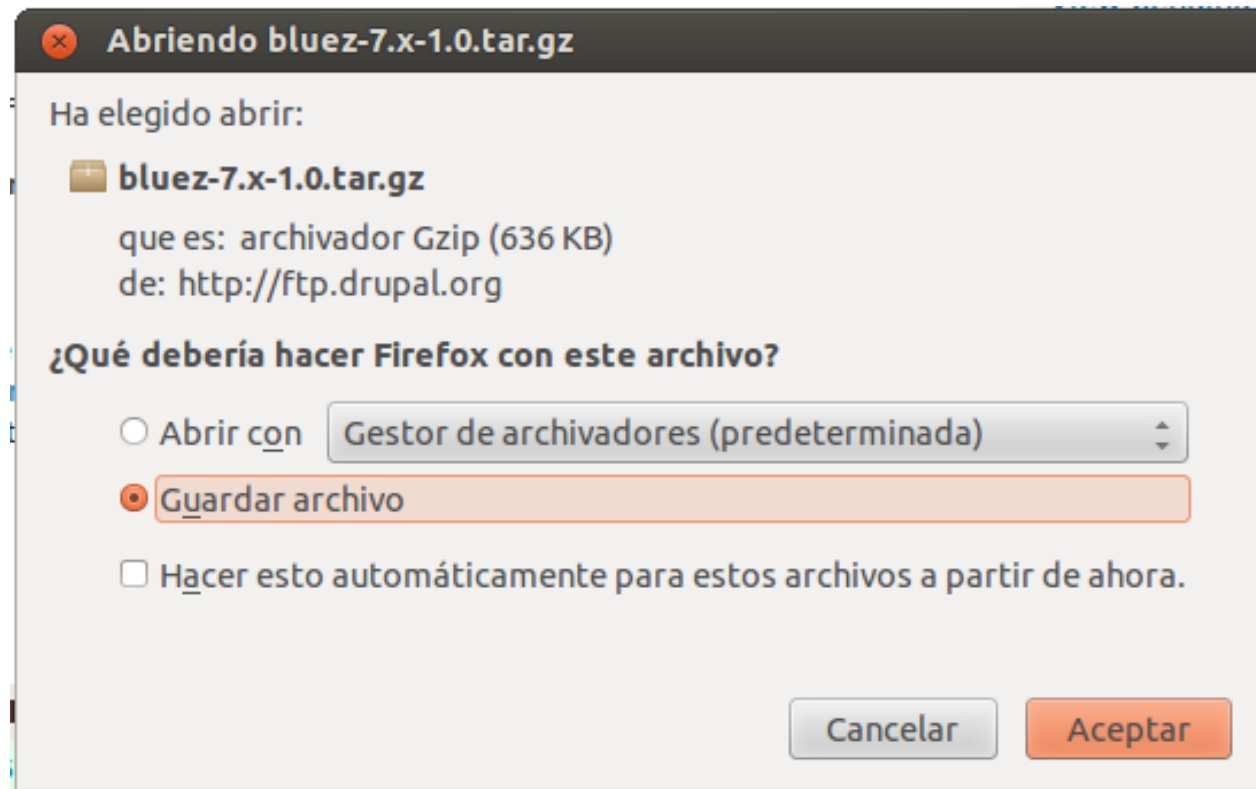 Abriendo bluez-7.x-1.0.tar.gz
Ha elegido abrir:
bluez-7.x-1.0.tar.gz
que es: archivador Gzip (636 KB)
de: http://ftp.drupal.org
¿Qué debería hacer Firefox con este archivo?
Abrir con Gestor de archivadores (predeterminada)
Guardar archivo
Hacer esto automáticamente para estos archivos a partir de ahora.
Cancelar Aceptar